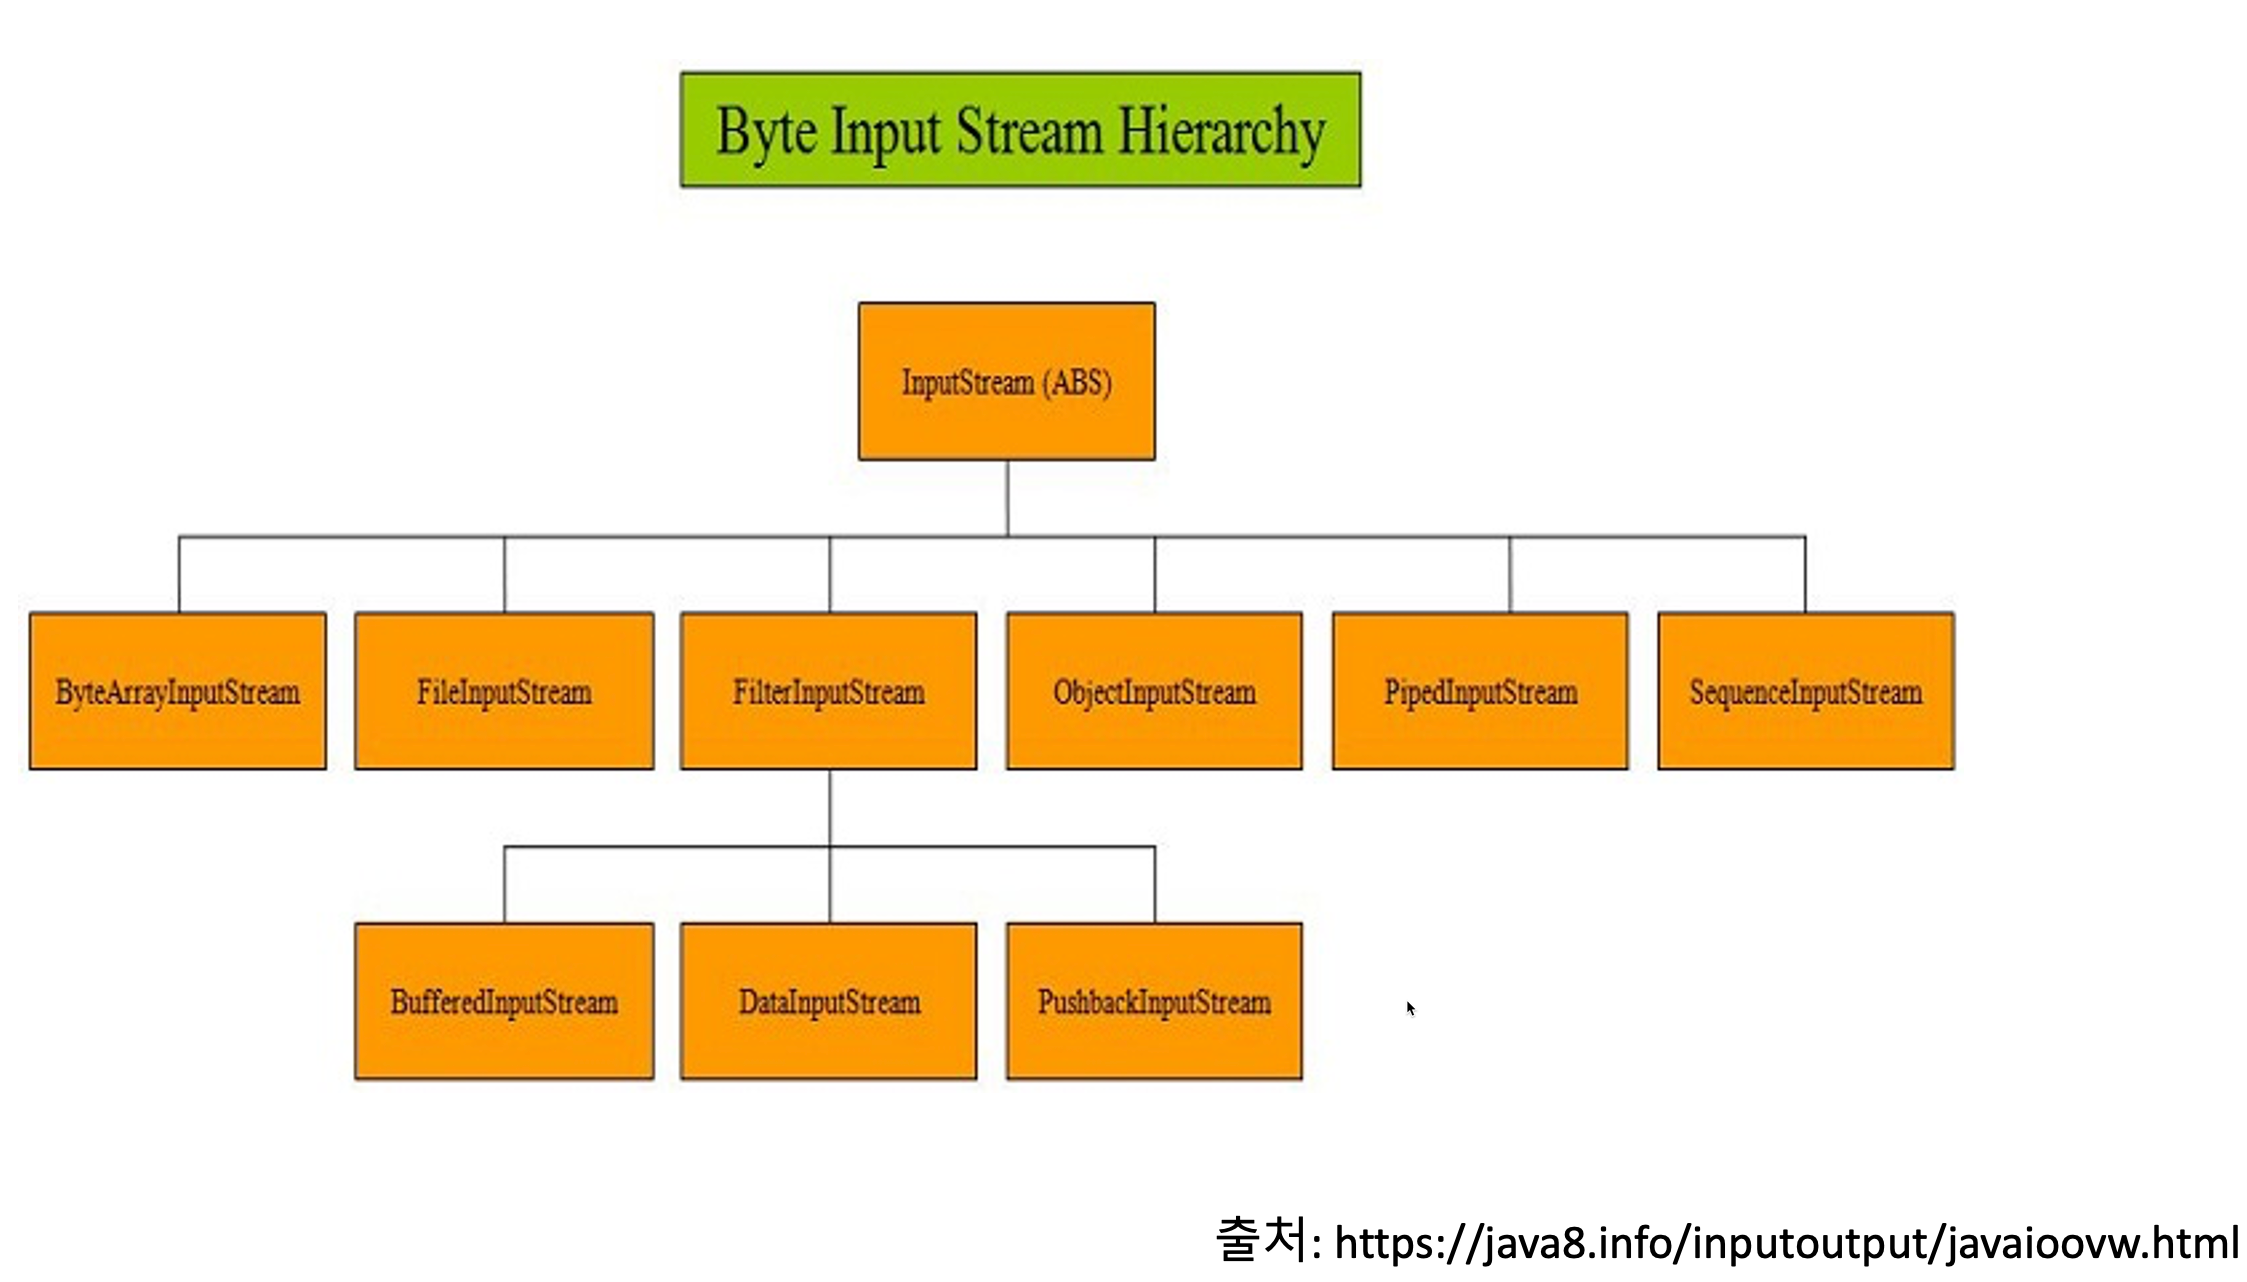 Byte Input Stream Hierarchy
InputStream (ABS)
ByteArrayInputStream
FileInputStream
FilterInputStream
ObjectInputStream
PipedInputStream
SequenceInputStream
BufferedInputStream
DataInputStream
PushbackInputStream
출처: https://java8.info/inputoutput/javaioovw.html